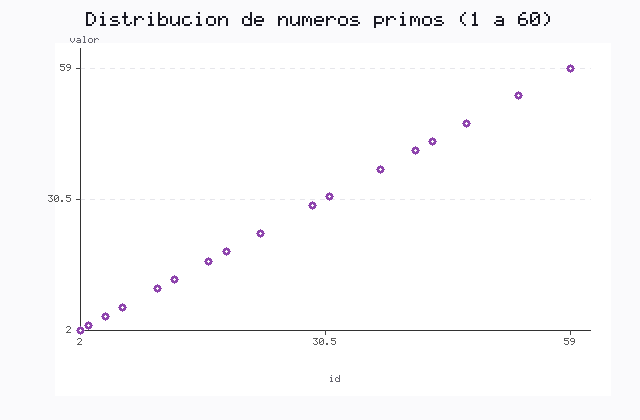 Distribucion de numeros primos (1 a 60)
valor
59
30.5
2
2 30.5 59
id